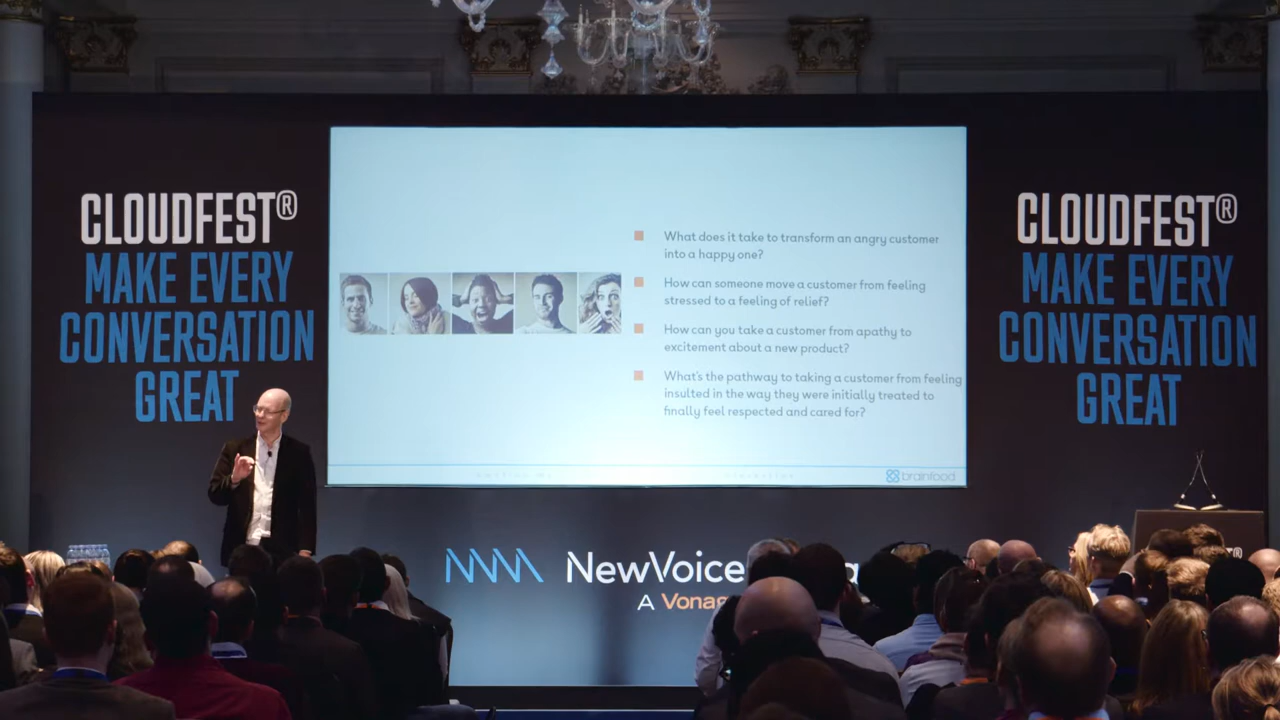 CLOUDFEST®
MAKE EVERY
CONVERSATION
GREAT
What does it take to transform an angry customer
into a happy one?
How can someone move a customer from feeling
stressed to a feeling of relief?
How can you take a customer from apathy to
excitement about a new product?
What's the pathway to taking a customer from feeling
insulted in the way they were initially treated to
finally feel respected and cared for?
brainfood
CLOUDFEST®
MAKE EVERY
CONVERSATION
GREAT
NewVoice
A Vonag